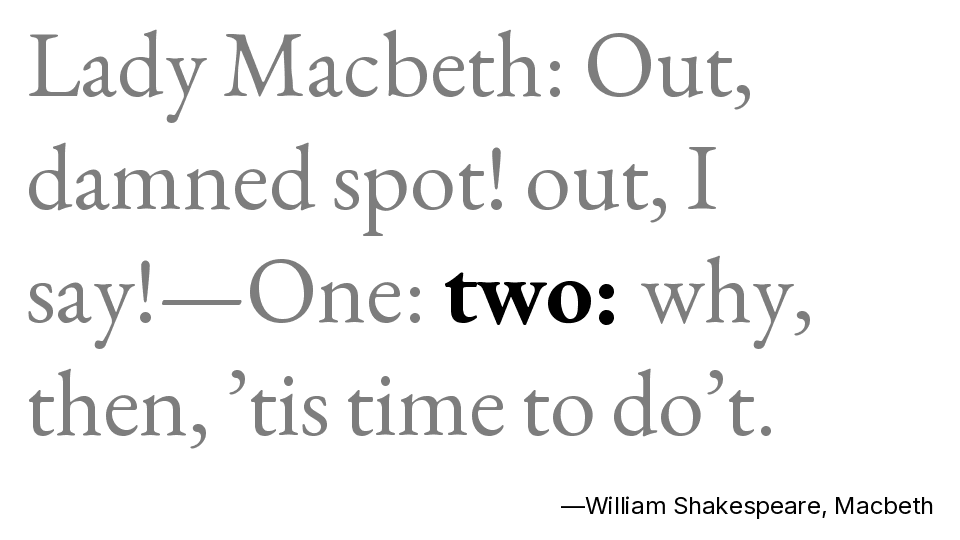 Lady Macbeth: Out,
damned spot! out, I
say!—One: two: why,
then, ’tis time to do’t.
—William Shakespeare, Macbeth